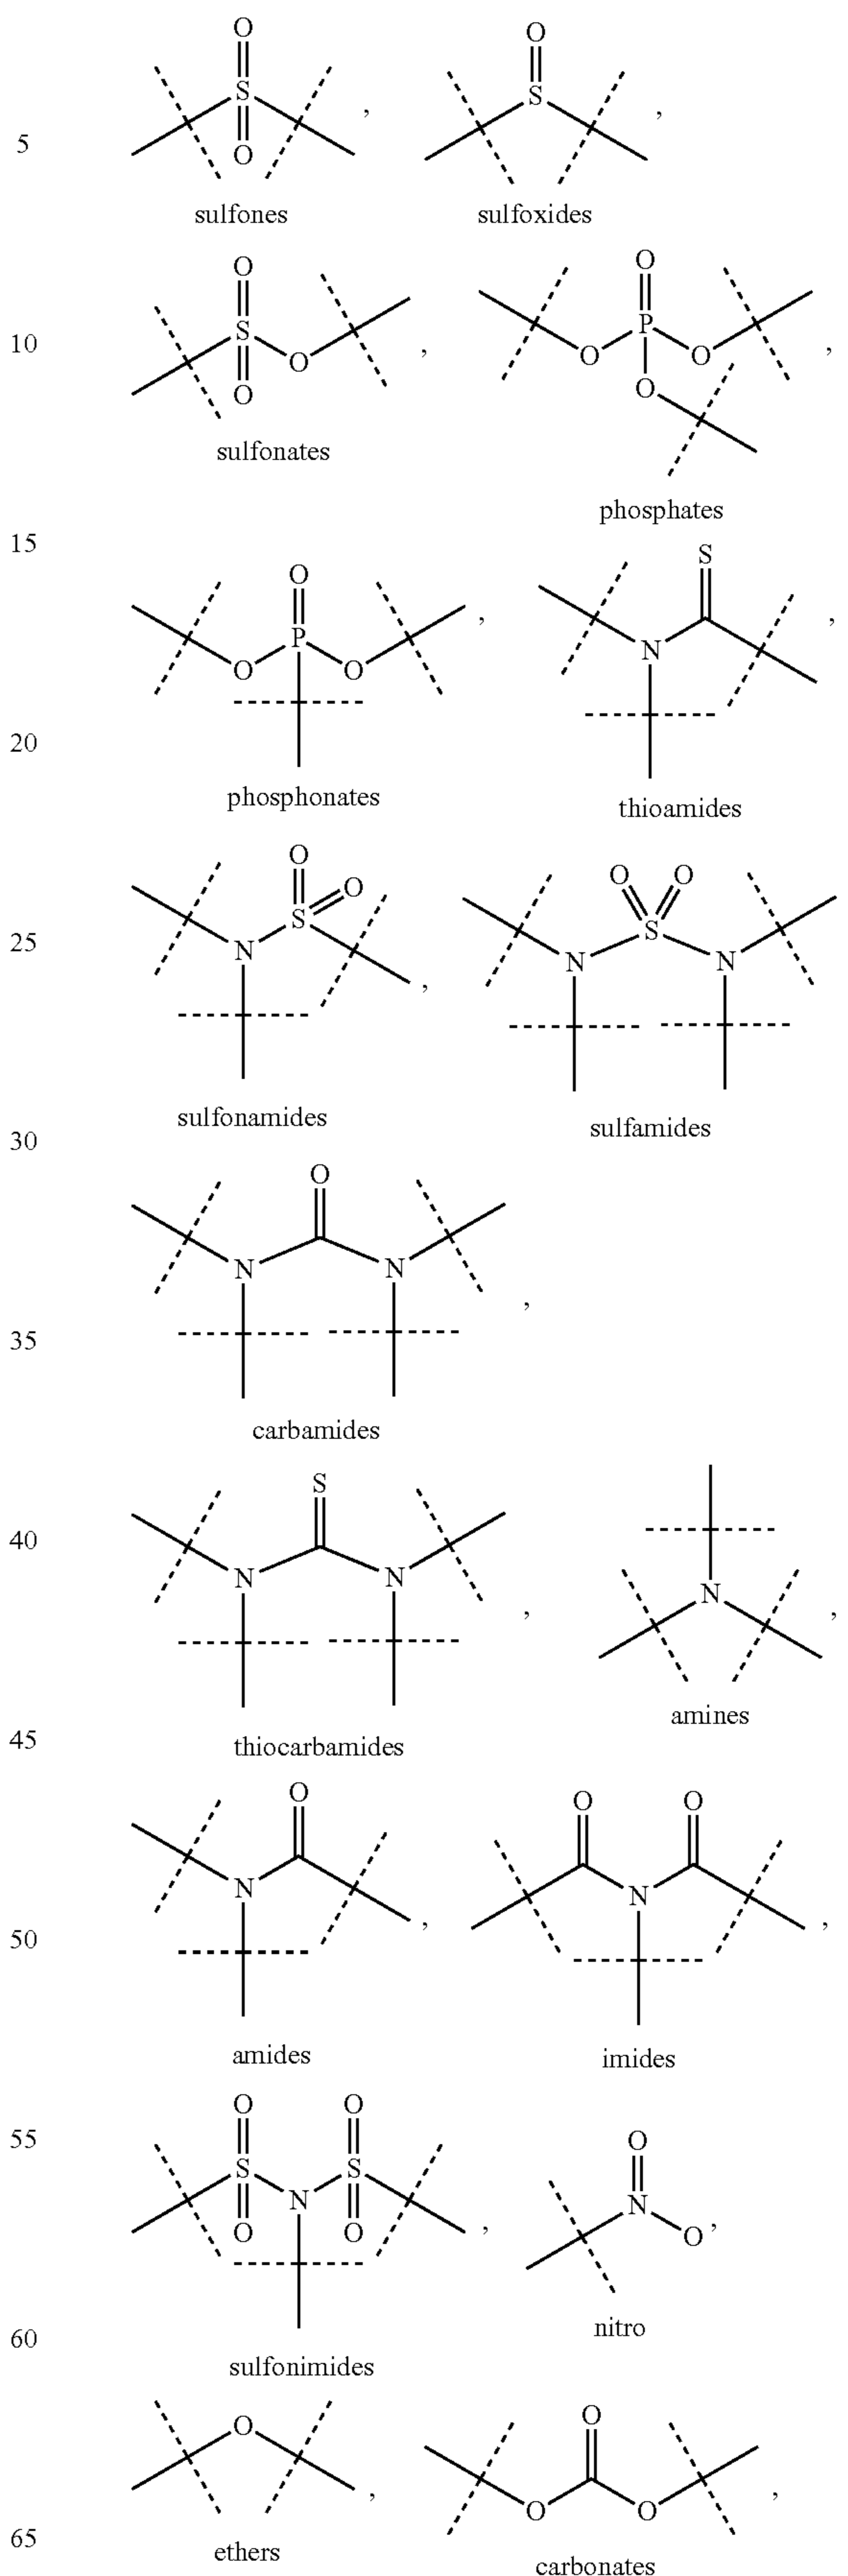 O O
S , S ,
5 O
sulfones sulfoxides
O O
10 S O , P , 
O O O
O
sulfonates
phosphates
15 S
O
P , N ,
O O
20
phosphonates thioamides
O O O O
25 S N , S N N
sulfonamides sulfamides
30
O
N N ,
35
carbamides
S
40 N N , N ,
amines
45 thiocarbamides
O O O
N , N ,
50
amides imides
55 O O O
S N S , N O ,
O O
nitro
60 sulfonimides
O O
, O O ,
65 ethers carbonates